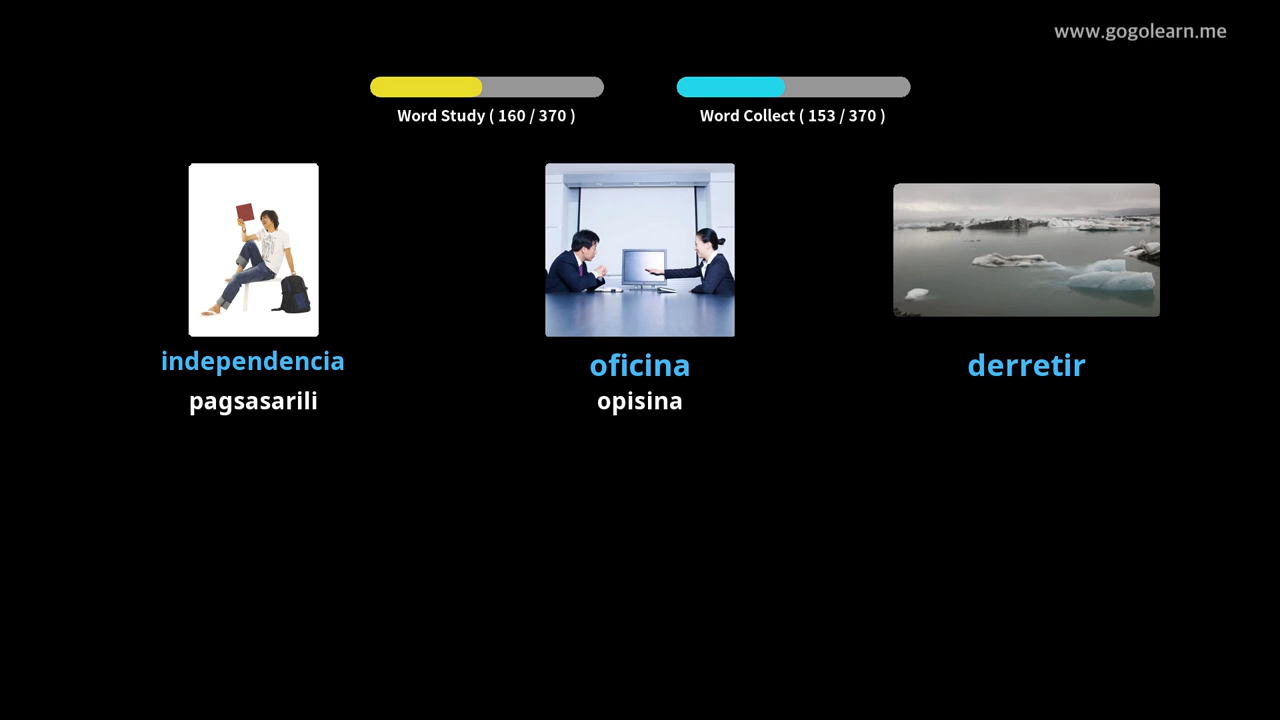 www.gogolearn.me
Word Study ( 160 / 370 )
Word Collect ( 153 / 370 )
independencia
pagsasarili
oficina
opisina
derretir